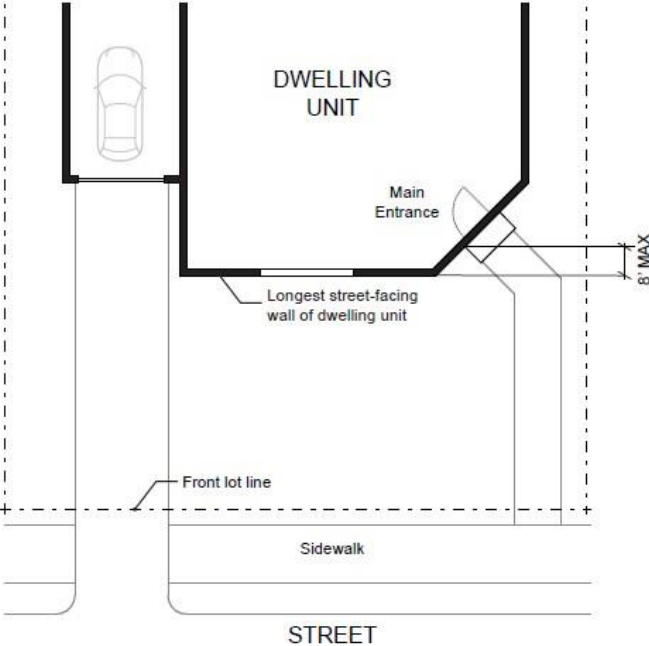 DWELLING
UNIT
Main
Entrance
8' MAX
Longest street-facing
wall of dwelling unit
Front lot line
Sidewalk
STREET